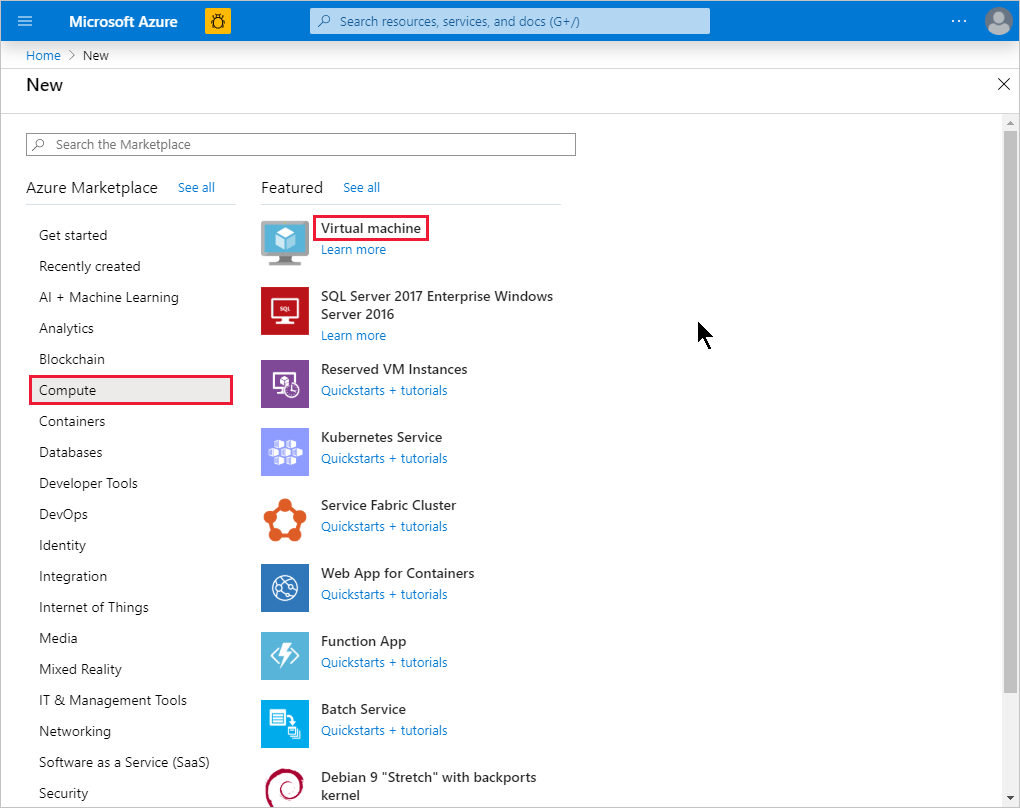 Microsoft Azure
Search resources, services, and docs (G+/)
...
Home > New
New
Search the Marketplace
Azure Marketplace See all
Get started
Recently created
AI + Machine Learning
Analytics
Blockchain
Compute
Containers
Databases
Developer Tools
DevOps
Identity
Integration
Internet of Things
Media
Mixed Reality
IT & Management Tools
Networking
Software as a Service (SaaS)
Security
Featured See all
Virtual machine
Learn more
SQL
SQL Server 2017 Enterprise Windows
Server 2016
Learn more
Reserved VM Instances
Quickstarts + tutorials
Kubernetes Service
Quickstarts + tutorials
Service Fabric Cluster
Quickstarts + tutorials
Web App for Containers
Quickstarts + tutorials
Function App
Quickstarts + tutorials
Batch Service
Quickstarts + tutorials
Debian 9 "Stretch" with backports
kernel